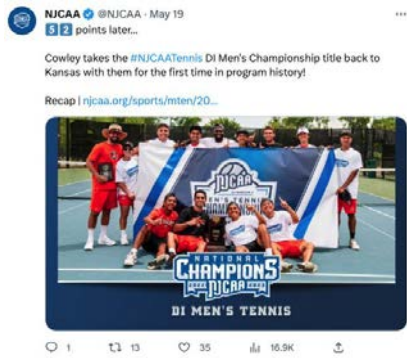 NJCAA @NJCAA · May 19
52 points later...
Cowley takes the #NJCAATennis DI Men's Championship title back to
Kansas with them for the first time in program history!
Recap | njcaa.org/sports/mten/20...
NJCAA
MEN'S TENNIS
CHAMPIONSHIP
NATIONAL
CHAMPIONS
NJCAA
DI MEN'S TENNIS
1 13 35 16.9K